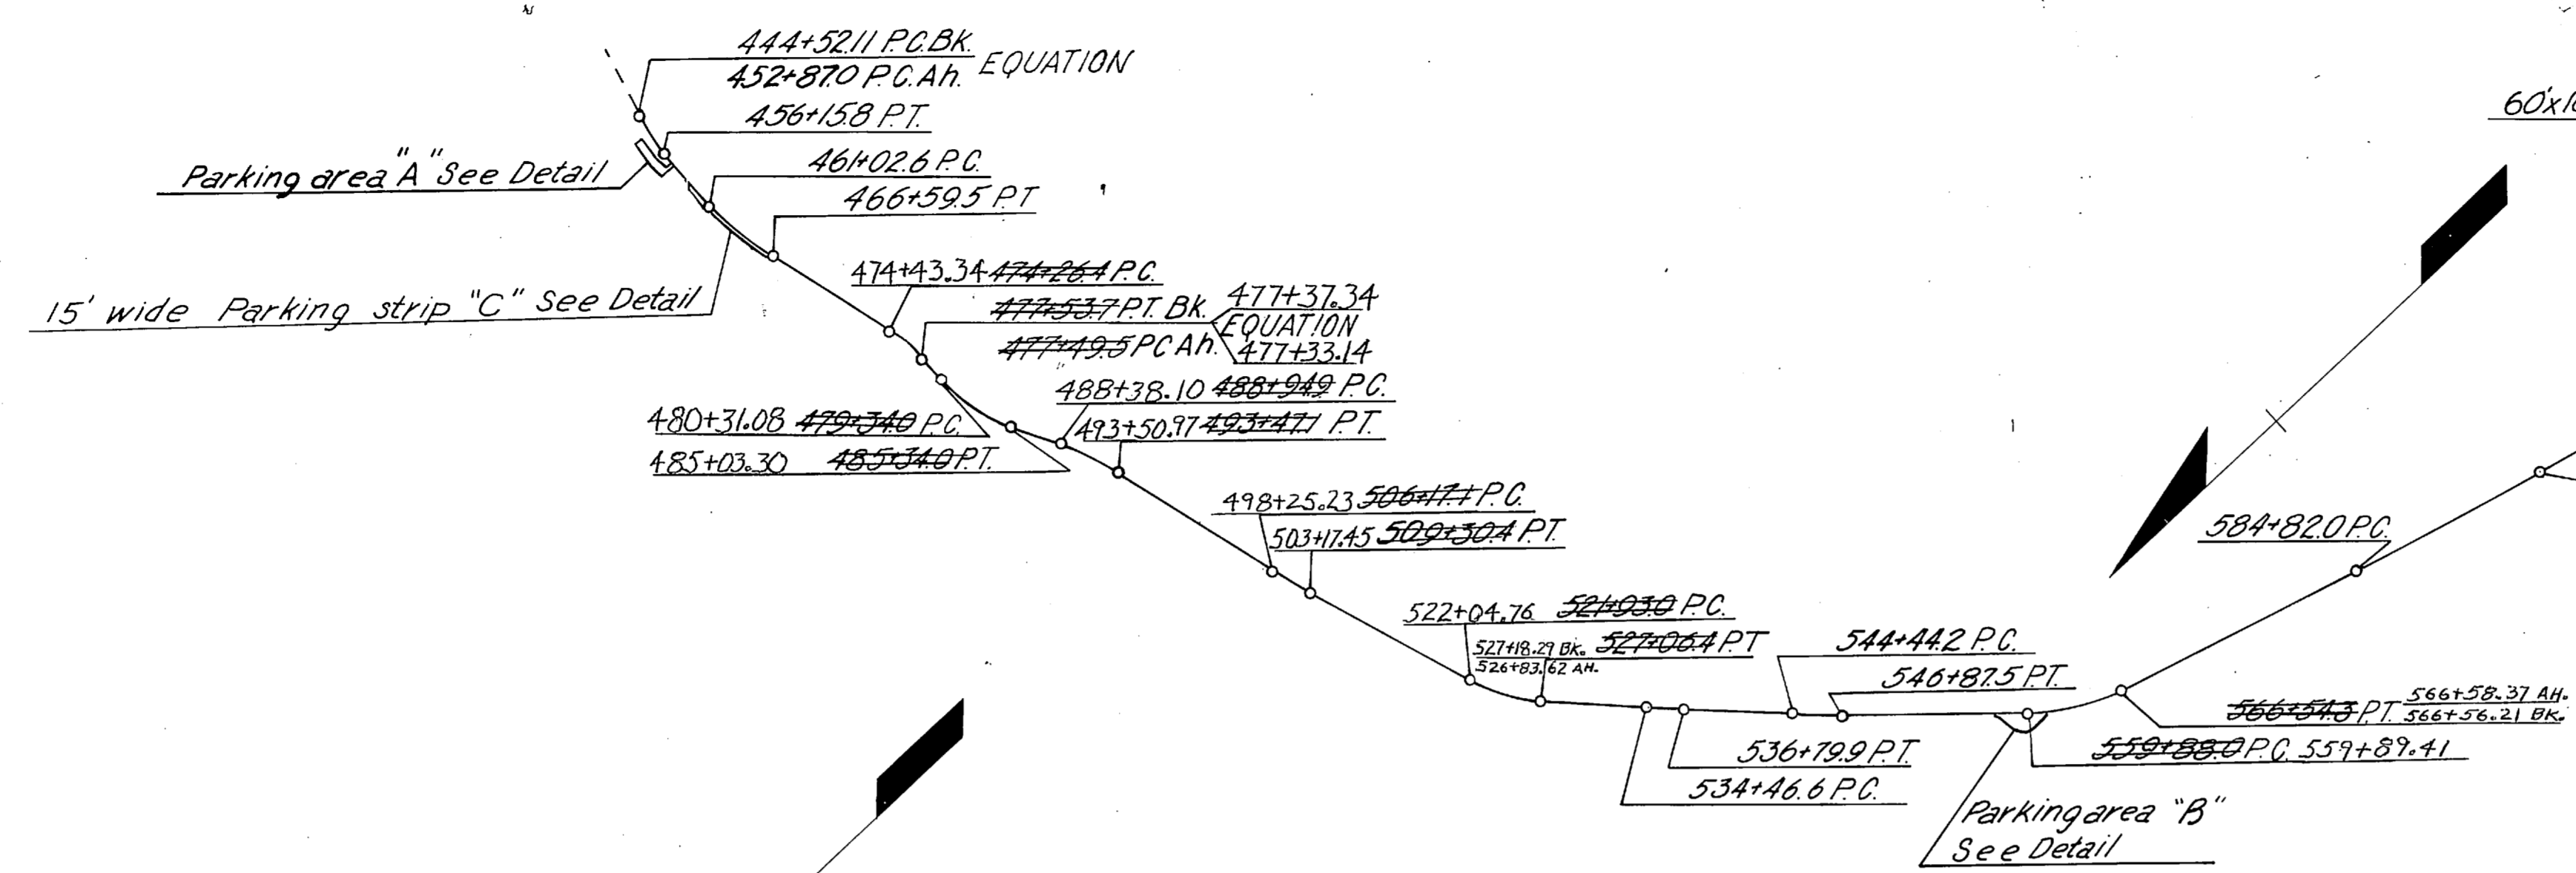 444+52.11 P.C.BK.
452+87.0 P.C.Ah. EQUATION
456+15.8 P.T.
Parking area "A" See Detail
461+02.6 P.C.
466+59.5 P.T
60'x
15' wide Parking strip "C" See Detail
474+43.34 474+26.4 P.C.
477+53.7 P.T. BK. 477+37.34
EQUATION
477+49.5 PC Ah. 477+33.14
488+38.10 488+94.9 P.C.
493+50.97 493+47.1 P.T.
480+31.08 479+34.0 P.C.
485+03.30 485+34.0 P.T.
498+25.23 506+17.1 P.C.
503+17.45 509+30.4 P.T.
584+82.0 P.C.
522+04.76 521+93.0 P.C.
527+18.29 BK. 527+06.4 P.T
526+83.62 AH.
544+44.2 P.C.
546+87.5 P.T.
566+54.3 P.T. 566+58.37 AH.
566+56.21 BK.
536+79.9 P.T.
534+46.6 P.C.
559+88.0 P.C. 559+89.41
Parking area "B"
See Detail